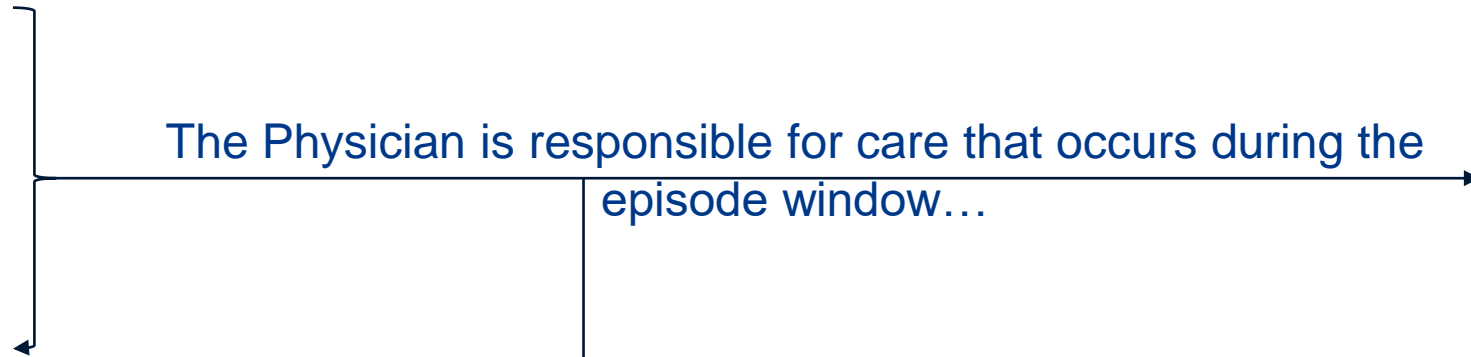 The Physician is responsible for care that occurs during the
episode window…